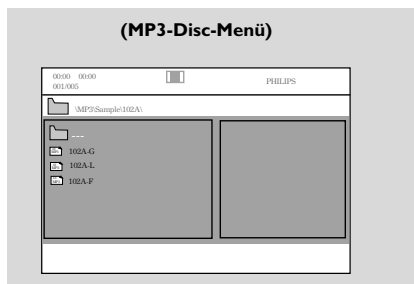 (MP3-Disc-Menü)
00:00 00:00
001/005
PHILIPS
\MP3\Sample\102A\
---
102A-G
102A-L
102A-F